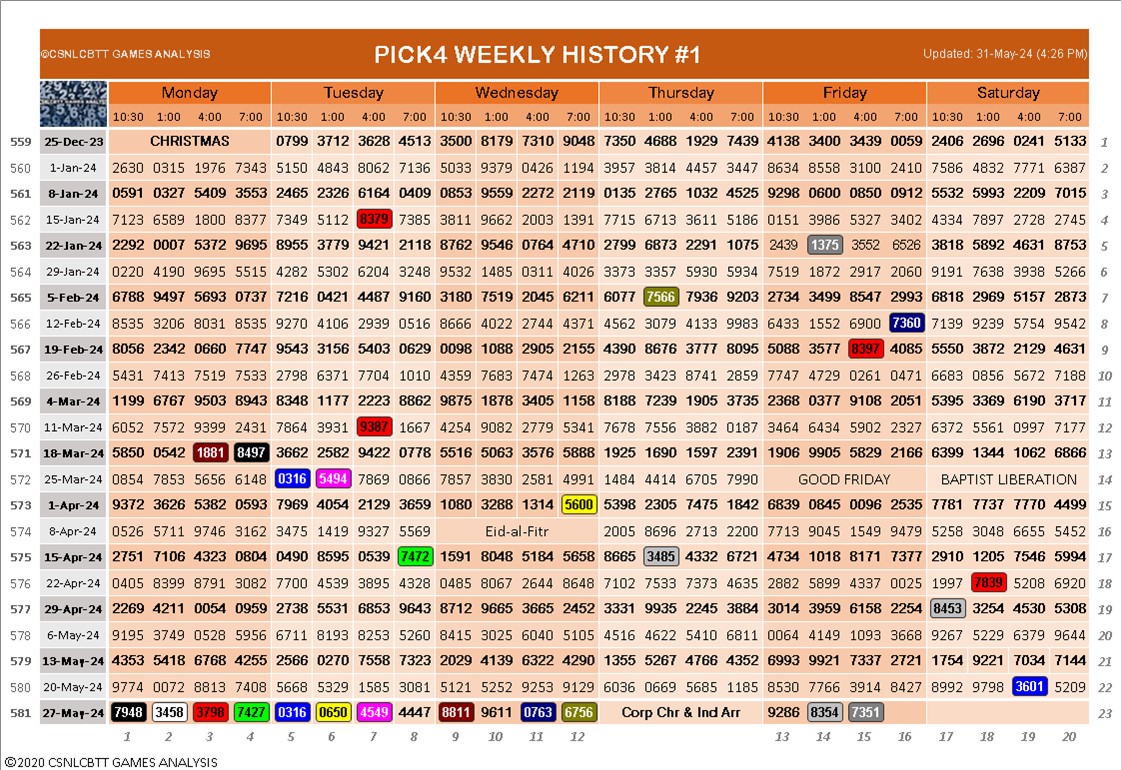 ©CSNLCBTT GAMES ANALYSIS PICK4 WEEKLY HISTORY #1 Updated: 31-May-24 (4:26 PM)
Monday Tuesday Wednesday Thursday Friday Saturday
10:30 1:00 4:00 7:00 10:30 1:00 4:00 7:00 10:30 1:00 4:00 7:00 10:30 1:00 4:00 7:00 10:30 1:00 4:00 7:00 10:30 1:00 4:00 7:00
559 25-Dec-23 CHRISTMAS 0799 3712 3628 4513 3500 8179 7310 9048 7350 4688 1929 7439 4138 3400 3439 0059 2406 2696 0241 5133 1
560 1-Jan-24 2630 0315 1976 7343 5150 4843 8062 7136 5033 9379 0426 1194 3957 3814 4457 3447 8634 8558 3100 2410 7586 4832 7771 6387 2
561 8-Jan-24 0591 0327 5409 3553 2465 2326 6164 0409 0853 9559 2272 2119 0135 2765 1032 4525 9298 0600 0850 0912 5532 5993 2209 7015 3
562 15-Jan-24 7123 6589 1800 8377 7349 5112 8379 7385 3811 9662 2003 1391 7715 6713 3611 5186 0151 3986 5327 3402 4334 7897 2728 2745 4
563 22-Jan-24 2292 0007 5372 9695 8955 3779 9421 2118 8762 9546 0764 4710 2799 6873 2291 1075 2439 1375 3552 6526 3818 5892 4631 8753 5
564 29-Jan-24 0220 4190 9695 5515 4282 5302 6204 3248 9532 1485 0311 4026 3373 3357 5930 5934 7519 1872 2917 2060 9191 7638 3938 5266 6
565 5-Feb-24 6788 9497 5693 0737 7216 0421 4487 9160 3180 7519 2045 6211 6077 7566 7936 9203 2734 3499 8547 2993 6818 2969 5157 2873 7
566 12-Feb-24 8535 3206 8031 8535 9270 4106 2939 0516 8666 4022 2744 4371 4562 3079 4133 9983 6433 1552 6900 7360 7139 9239 5754 9542 8
567 19-Feb-24 8056 2342 0660 7747 9543 3156 5403 0629 0098 1088 2905 2155 4390 8676 3777 8095 5088 3577 8397 4085 5550 3872 2129 4631 9
568 26-Feb-24 5431 7413 7519 7533 2798 6371 7704 1010 4359 7683 7474 1263 2978 3423 8741 2859 7747 4729 0261 0471 6683 0856 5672 7188 10
569 4-Mar-24 1199 6767 9503 8943 8348 1177 2223 8862 9875 1878 3405 1158 8188 7239 1905 3735 2368 0377 9108 2051 5395 3369 6190 3717 11
570 11-Mar-24 6052 7572 9399 2431 7864 3931 9387 1667 4254 9082 2779 5341 7678 7556 3882 0187 3464 6434 5902 2327 6372 5561 0997 7177 12
571 18-Mar-24 5850 0542 1881 8497 3662 2582 9422 0778 5516 5063 3576 5888 1925 1690 1597 2391 1906 9905 5829 2166 6399 1344 1062 6866 13
572 25-Mar-24 0854 7853 5656 6148 0316 5494 7869 0866 7857 3830 2581 4991 1484 4414 6705 7990 GOOD FRIDAY BAPTIST LIBERATION 14
573 1-Apr-24 9372 3626 5382 0593 7969 4054 2129 3659 1080 3288 1314 5600 5398 2305 7475 1842 6839 0845 0096 2535 7781 7737 7770 4499 15
574 8-Apr-24 0526 5711 9746 3162 3475 1419 9327 5569 Eid-al-Fitr 2005 8696 2713 2200 7713 9045 1549 9479 5258 3048 6655 5452 16
575 15-Apr-24 2751 7106 4323 0804 0490 8595 0539 7472 1591 8048 5184 5658 8665 3485 4332 6721 4734 1018 8171 7377 2910 1205 7546 5994 17
576 22-Apr-24 0405 8399 8791 3082 7700 4539 3895 4328 0485 8067 2644 8648 7102 7533 7373 4635 2882 5899 4337 0025 1997 7839 5208 6920 18
577 29-Apr-24 2269 4211 0054 0959 2738 5531 6853 9643 8712 9665 3665 2452 3331 9935 2245 3884 3014 3959 6158 2254 8453 3254 4530 5308 19
578 6-May-24 9195 3749 0528 5956 6711 8193 8253 5260 8415 3025 6040 5105 4516 4622 5410 6811 0064 4149 1093 3668 9267 5229 6379 9644 20
579 13-May-24 4353 5418 6768 4255 2566 0270 7558 7323 2029 4139 6322 4290 1355 5267 4766 4352 6993 9921 7337 2721 1754 9221 7034 7144 21
580 20-May-24 9774 0072 8813 7408 5668 5329 1585 3081 5121 5252 9253 9129 6036 0669 5685 1185 8530 7766 3914 8427 8992 9798 3601 5209 22
581 27-May-24 7948 3458 3798 7427 0316 0650 4549 4447 8811 9611 0763 6756 Corp Chr & Ind Arr 9286 8354 7351 23
1 2 3 4 5 6 7 8 9 10 11 12 13 14 15 16 17 18 19 20
©2020 CSNLCBTT GAMES ANALYSIS